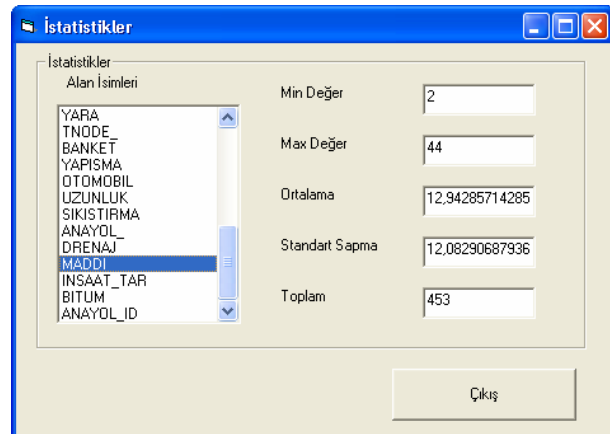 İstatistikler
İstatistikler
Alan İsimleri
YARA
TNODE_
BANKET
YAPISMA
OTOMOBIL
UZUNLUK
SIKISTIRMA
ANAYOL_
DRENAJ
MADDI
INSAAT_TAR
BITUM
ANAYOL_ID
Min Değer
2
Max Değer
44
Ortalama
12,94285714285
Standart Sapma
12,08290687936
Toplam
453
Çıkış